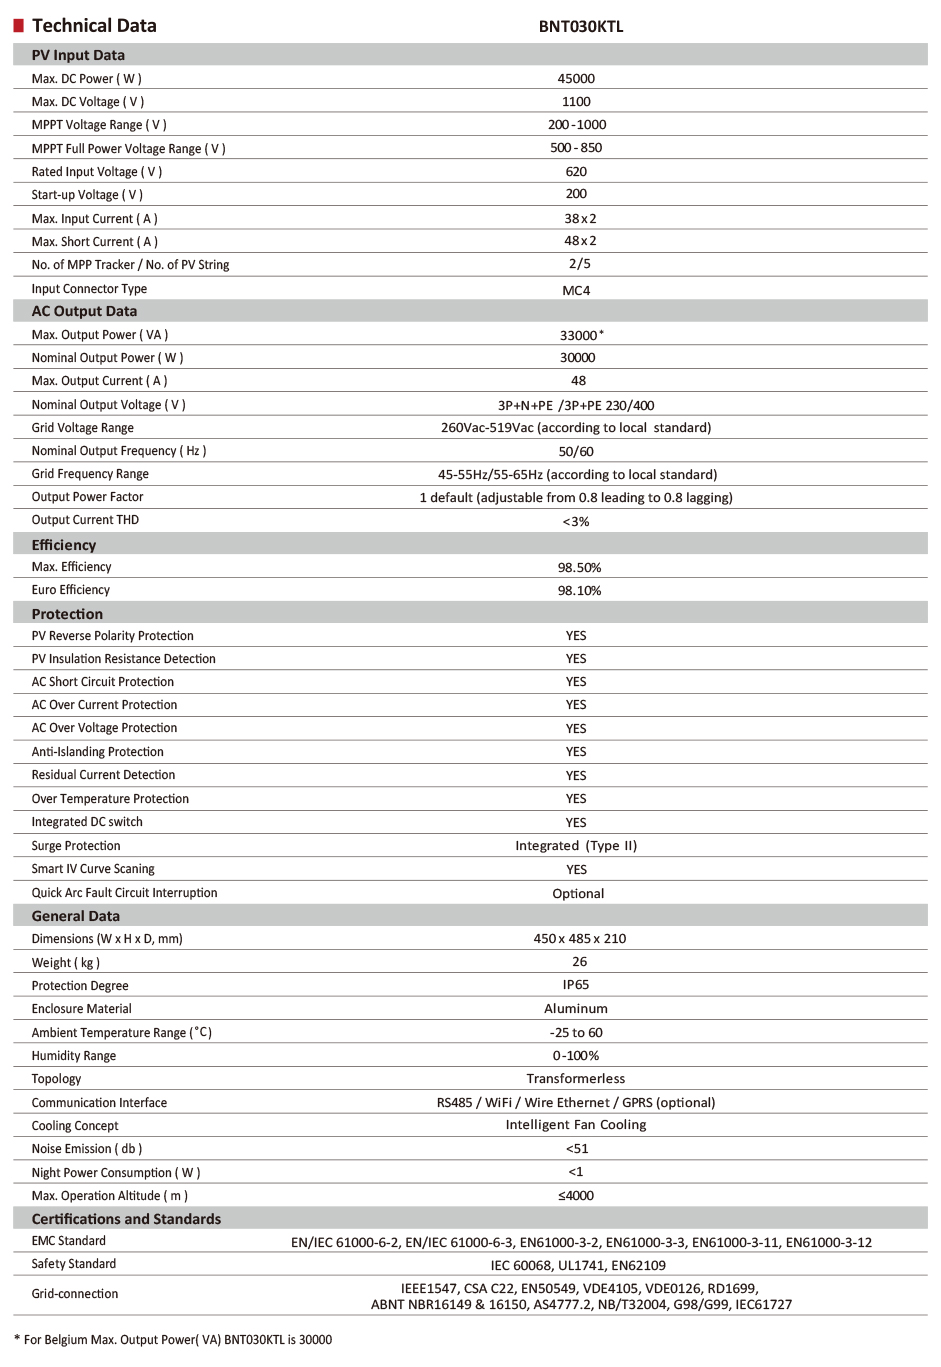 Technical Data BNT030KTL
PV Input Data
Max. DC Power ( W ) 45000
Max. DC Voltage ( V ) 1100
MPPT Voltage Range ( V ) 200-1000
MPPT Full Power Voltage Range ( V ) 500-850
Rated Input Voltage ( V ) 620
Start-up Voltage ( V ) 200
Max. Input Current ( A ) 38x2
Max. Short Current ( A ) 48x2
No. of MPP Tracker / No. of PV String 2/5
Input Connector Type MC4
AC Output Data
Max. Output Power ( VA ) 33000*
Nominal Output Power ( W ) 30000
Max. Output Current ( A ) 48
Nominal Output Voltage ( V ) 3P+N+PE /3P+PE 230/400
Grid Voltage Range 260Vac-519Vac (according to local standard)
Nominal Output Frequency ( Hz ) 50/60
Grid Frequency Range 45-55Hz/55-65Hz (according to local standard)
Output Power Factor 1 default (adjustable from 0.8 leading to 0.8 lagging)
Output Current THD <3%
Efficiency
Max. Efficiency 98.50%
Euro Efficiency 98.10%
Protection
PV Reverse Polarity Protection YES
PV Insulation Resistance Detection YES
AC Short Circuit Protection YES
AC Over Current Protection YES
AC Over Voltage Protection YES
Anti-Islanding Protection YES
Residual Current Detection YES
Over Temperature Protection YES
Integrated DC switch YES
Surge Protection Integrated (Type II)
Smart IV Curve Scaning YES
Quick Arc Fault Circuit Interruption Optional
General Data
Dimensions (W x H x D, mm) 450 x 485 x 210
Weight ( kg ) 26
Protection Degree IP65
Enclosure Material Aluminum
Ambient Temperature Range (°C) -25 to 60
Humidity Range 0-100%
Topology Transformerless
Communication Interface RS485 / WiFi / Wire Ethernet / GPRS (optional)
Cooling Concept Intelligent Fan Cooling
Noise Emission ( db ) <51
Night Power Consumption ( W ) <1
Max. Operation Altitude ( m ) ≤4000
Certifications and Standards
EMC Standard EN/IEC 61000-6-2, EN/IEC 61000-6-3, EN61000-3-2, EN61000-3-3, EN61000-3-11, EN61000-3-12
Safety Standard IEC 60068, UL1741, EN62109
Grid-connection IEEE1547, CSA C22, EN50549, VDE4105, VDE0126, RD1699,
ABNT NBR16149 & 16150, AS4777.2, NB/T32004, G98/G99, IEC61727
* For Belgium Max. Output Power( VA) BNT030KTL is 30000